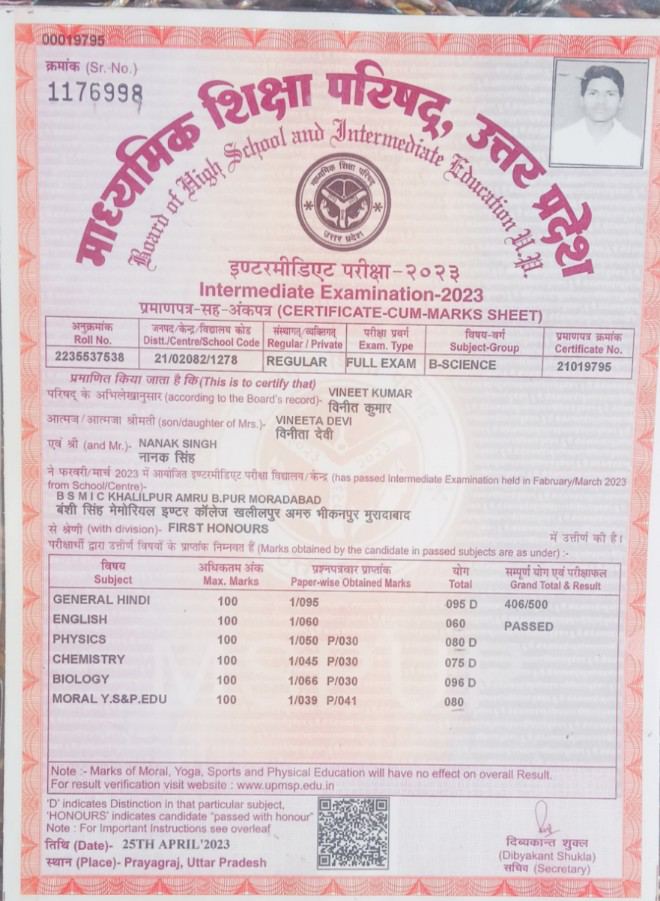 00019795
क्रमांक (Sr. No.)
1176998
माध्यमिक शिक्षा परिषद्, उत्तर प्रदेश
Board of High School and Intermediate Education U.P.
माध्यमिक शिक्षा परिषद्
उत्तर प्रदेश
इण्टरमीडिएट परीक्षा-२०२३
Intermediate Examination-2023
प्रमाणपत्र-सह-अंकपत्र (CERTIFICATE-CUM-MARKS SHEET)
अनुक्रमांक जनपद/केन्द्र/विद्यालय कोड संस्थागत/व्यक्तिगत परीक्षा प्रवर्ग विषय-वर्ग प्रमाणपत्र क्रमांक
Roll No. Distt./Centre/School Code Regular / Private Exam. Type Subject-Group Certificate No.
2235537538 21/02082/1278 REGULAR FULL EXAM B-SCIENCE 21019795
प्रमाणित किया जाता है कि (This is to certify that)
परिषद् के अभिलेखानुसार (according to the Board's record)- VINEET KUMAR
विनीत कुमार
आत्मज/आत्मजा श्रीमती (son/daughter of Mrs.)- VINEETA DEVI
विनीता देवी
एवं श्री (and Mr.)- NANAK SINGH
नानक सिंह
ने फरवरी/मार्च 2023 में आयोजित इण्टरमीडिएट परीक्षा विद्यालय/केन्द्र (has passed Intermediate Examination held in Fabruary/March 2023
from School/Centre)-
B S M I C KHALILPUR AMRU B.PUR MORADABAD
बंशी सिंह मेमोरियल इण्टर कॉलेज खलीलपुर अमरु भीकनपुर मुरादाबाद
से श्रेणी (with division)- FIRST HONOURS में उत्तीर्ण की है।
परीक्षार्थी द्वारा उत्तीर्ण विषयों के प्राप्तांक निम्नवत हैं (Marks obtained by the candidate in passed subjects are as under) :-
विषय अधिकतम अंक प्रश्नपत्रवार प्राप्तांक योग सम्पूर्ण योग एवं परीक्षाफल
Subject Max. Marks Paper-wise Obtained Marks Total Grand Total & Result
GENERAL HINDI 100 1/095 095 D 406/500
ENGLISH 100 1/060 060 PASSED
PHYSICS 100 1/050 P/030 080 D
CHEMISTRY 100 1/045 P/030 075 D
BIOLOGY 100 1/066 P/030 096 D
MORAL Y.S&P.EDU 100 1/039 P/041 080
Note :- Marks of Moral, Yoga, Sports and Physical Education will have no effect on overall Result.
For result verification visit website : www.upmsp.edu.in
'D' indicates Distinction in that particular subject,
'HONOURS' indicates candidate "passed with honour"
Note : For Important Instructions see overleaf
तिथि (Date)- 25TH APRIL'2023
स्थान (Place)- Prayagraj, Uttar Pradesh
दिब्यकान्त शुक्ल
(Dibyakant Shukla)
सचिव (Secretary)